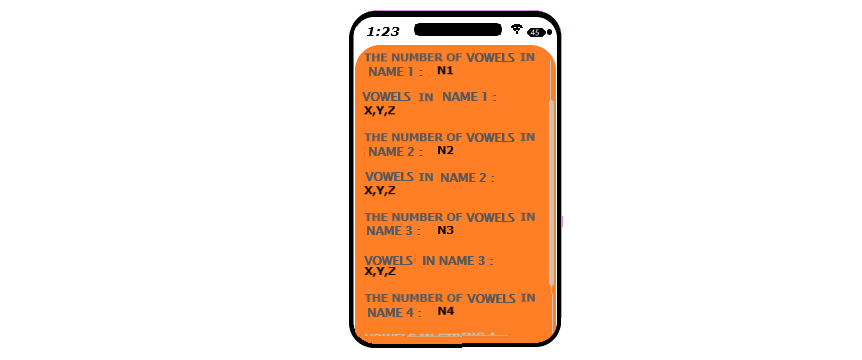 1:23
45
THE NUMBER OF VOWELS IN
NAME 1 : N1
VOWELS IN NAME 1 :
X,Y,Z
THE NUMBER OF VOWELS IN
NAME 2 : N2
VOWELS IN NAME 2 :
X,Y,Z
THE NUMBER OF VOWELS IN
NAME 3 : N3
VOWELS IN NAME 3 :
X,Y,Z
THE NUMBER OF VOWELS IN
NAME 4 : N4